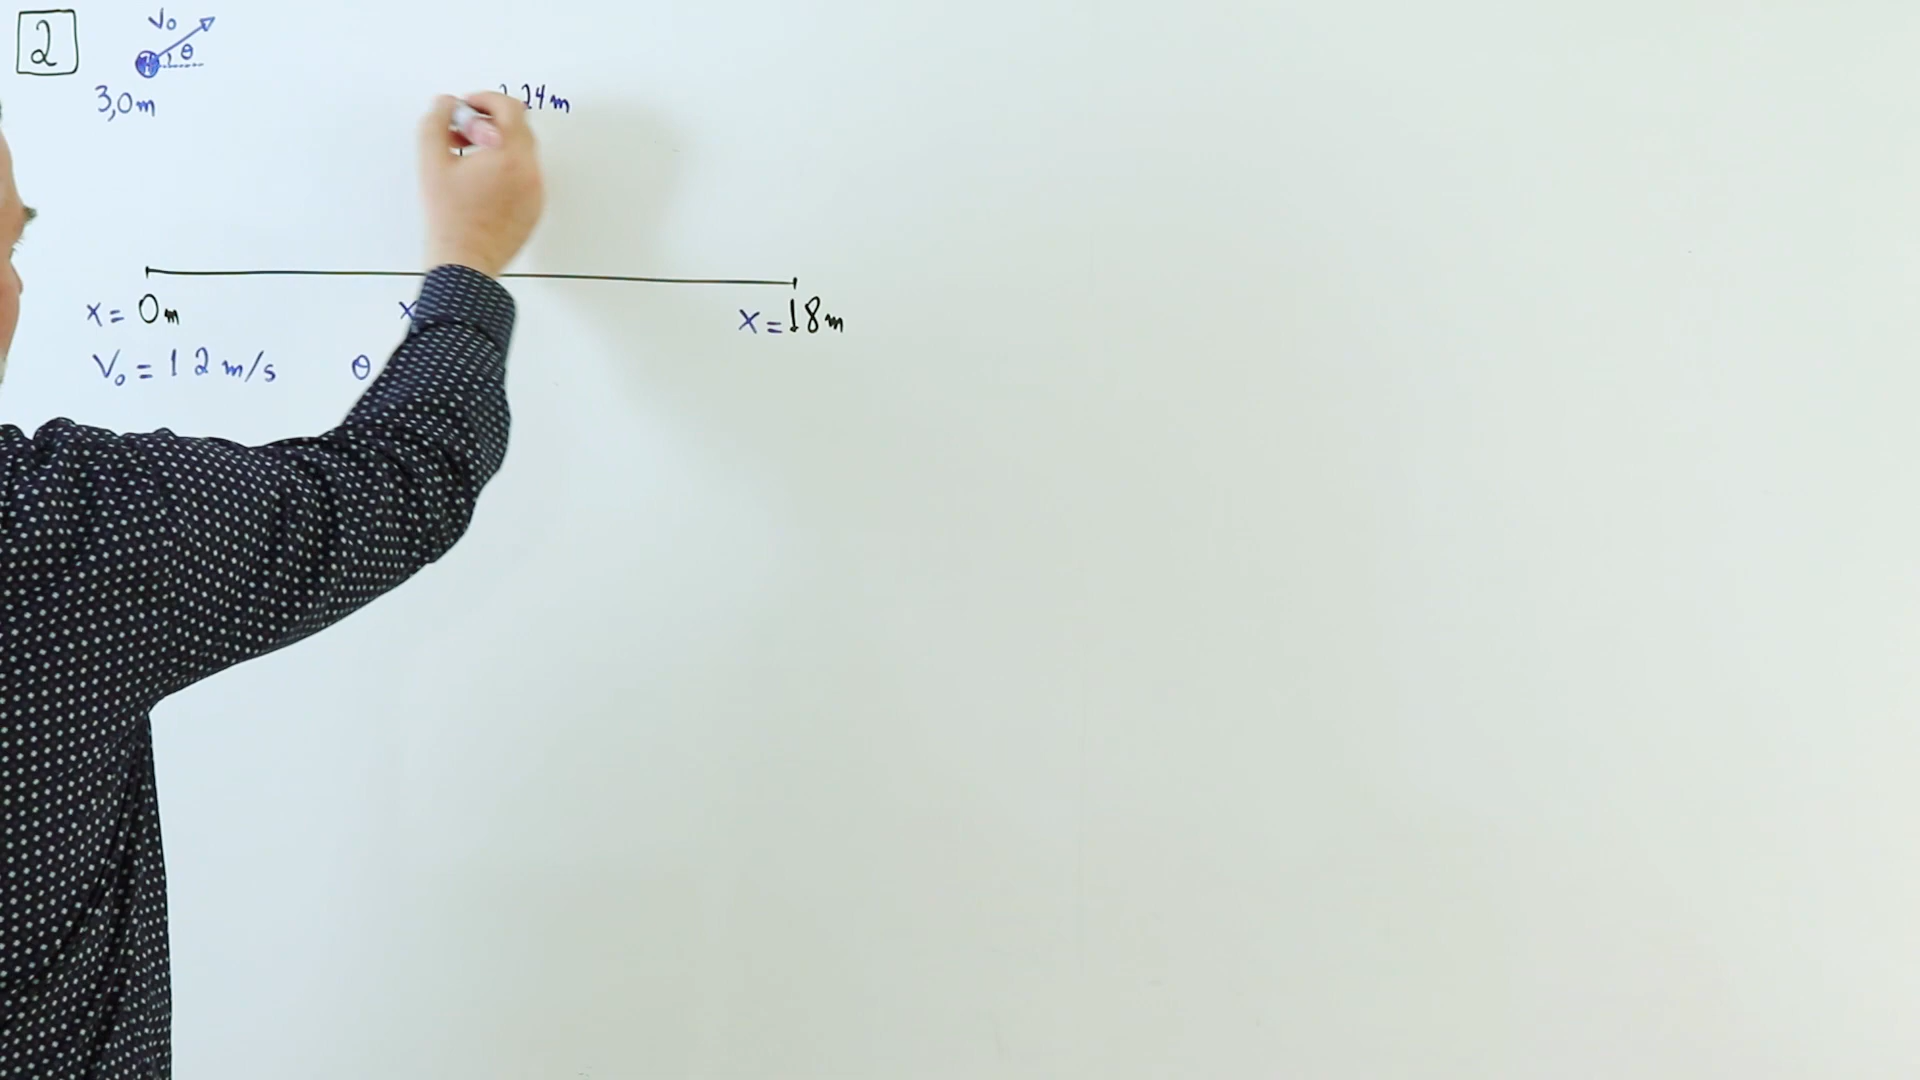 2
V₀
θ
3,0m
24m
x = 0m
x
x = 18m
V₀ = 12 m/s θ